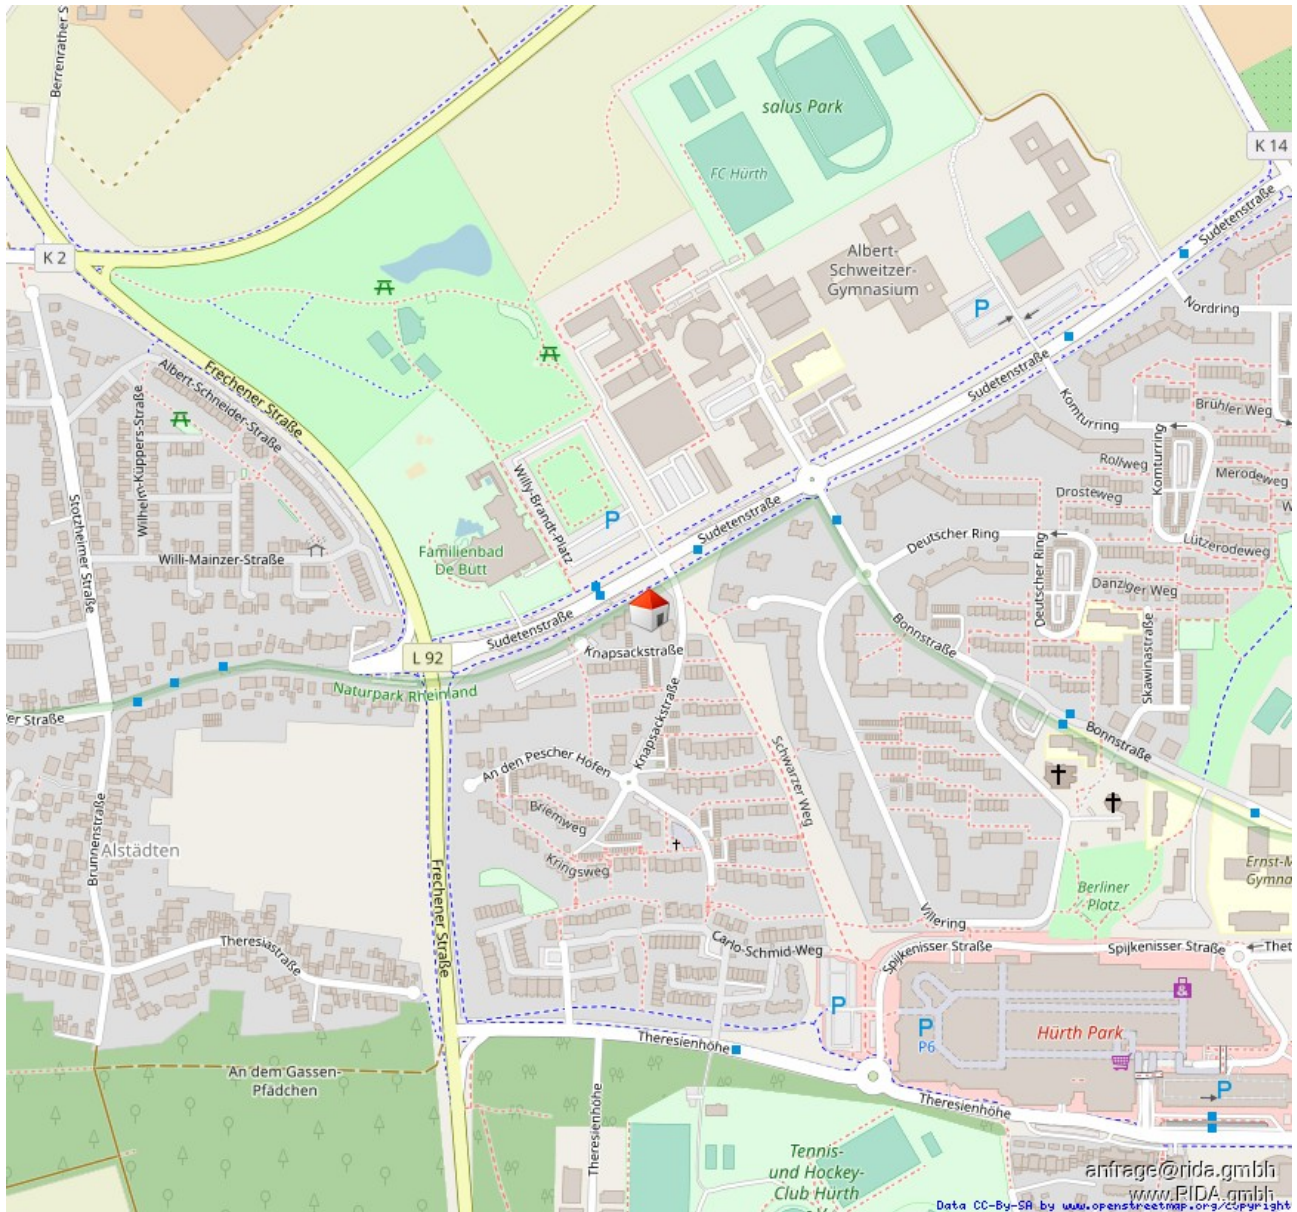 Berrenrather S
salus Park
FC Hürth
K 14
K 2
Albert-
Schweitzer-
Gymnasium
P
Sudetenstraße
Nordring
Sudetenstraße
Frechener Straße
Albert-Schneider-Straße
Wilhelm-Küppers-Straße
Stotzheimer Straße
Komturring
Brühler Weg
Rollweg
Komturring
Merodeweg
Drosteweg
W
Lützerodeweg
Willy-Brandt-Platz
P
Sudetenstraße
Deutscher Ring
Deutscher Ring
Danziger Weg
Familienbad
De Bütt
Willi-Mainzer-Straße
Skawinastraße
Sudetenstraße
Bonnstraße
Knapsackstraße
L 92
Naturpark Rheinland
er Straße
Knapsackstraße
Schwarzer Weg
Bonnstraße
An den Pescher Höfen
Briemweg
Kringsweg
Brunnenstraße
Alstädten
Frechener Straße
Ernst-M
Gymna
Berliner
Platz
Villering
Theresiastraße
Carlo-Schmid-Weg
Spijkenisser Straße
Spijkenisser Straße
Thet
P
P
P6
Hürth Park
&
Theresienhöhe
An dem Gassen-
Pfädchen
Theresienhöhe
Theresienhöhe
P
Tennis-
und Hockey-
Club Hürth
anfrage@rida.gmbh
www.RIDA.gmbh
Data CC-By-SA by www.openstreetmap.org/copyright